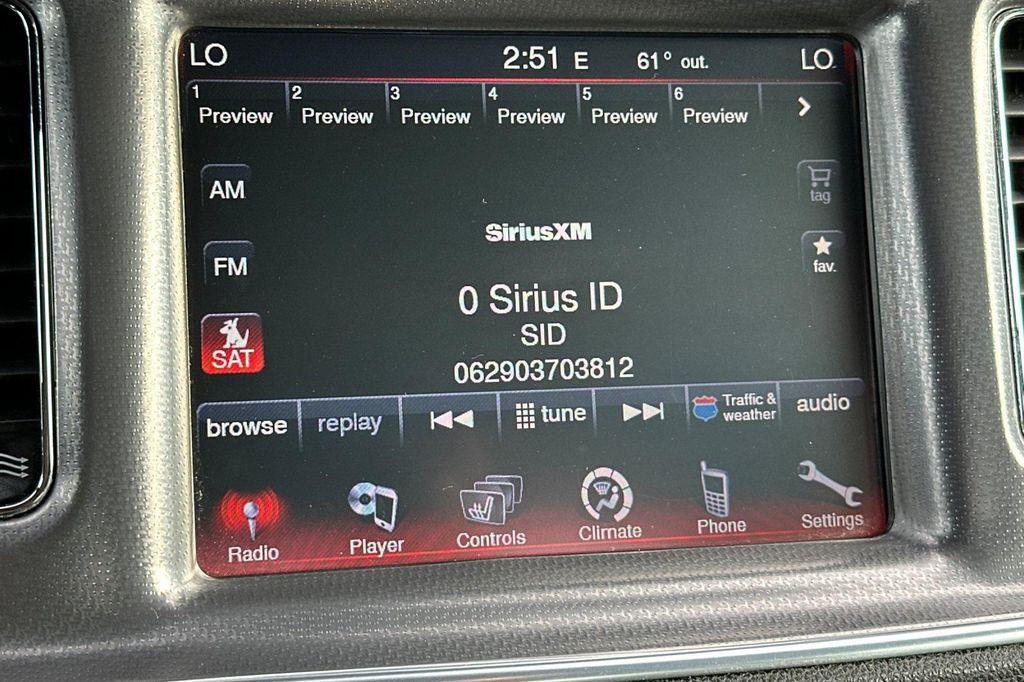 LO 2:51 E 61° out. LO
1 Preview 2 Preview 3 Preview 4 Preview 5 Preview 6 Preview
AM
tag
SiriusXM
FM
fav.
0 Sirius ID
SAT
SID
062903703812
browse replay tune Traffic & weather audio
Radio Player Controls Climate Phone Settings